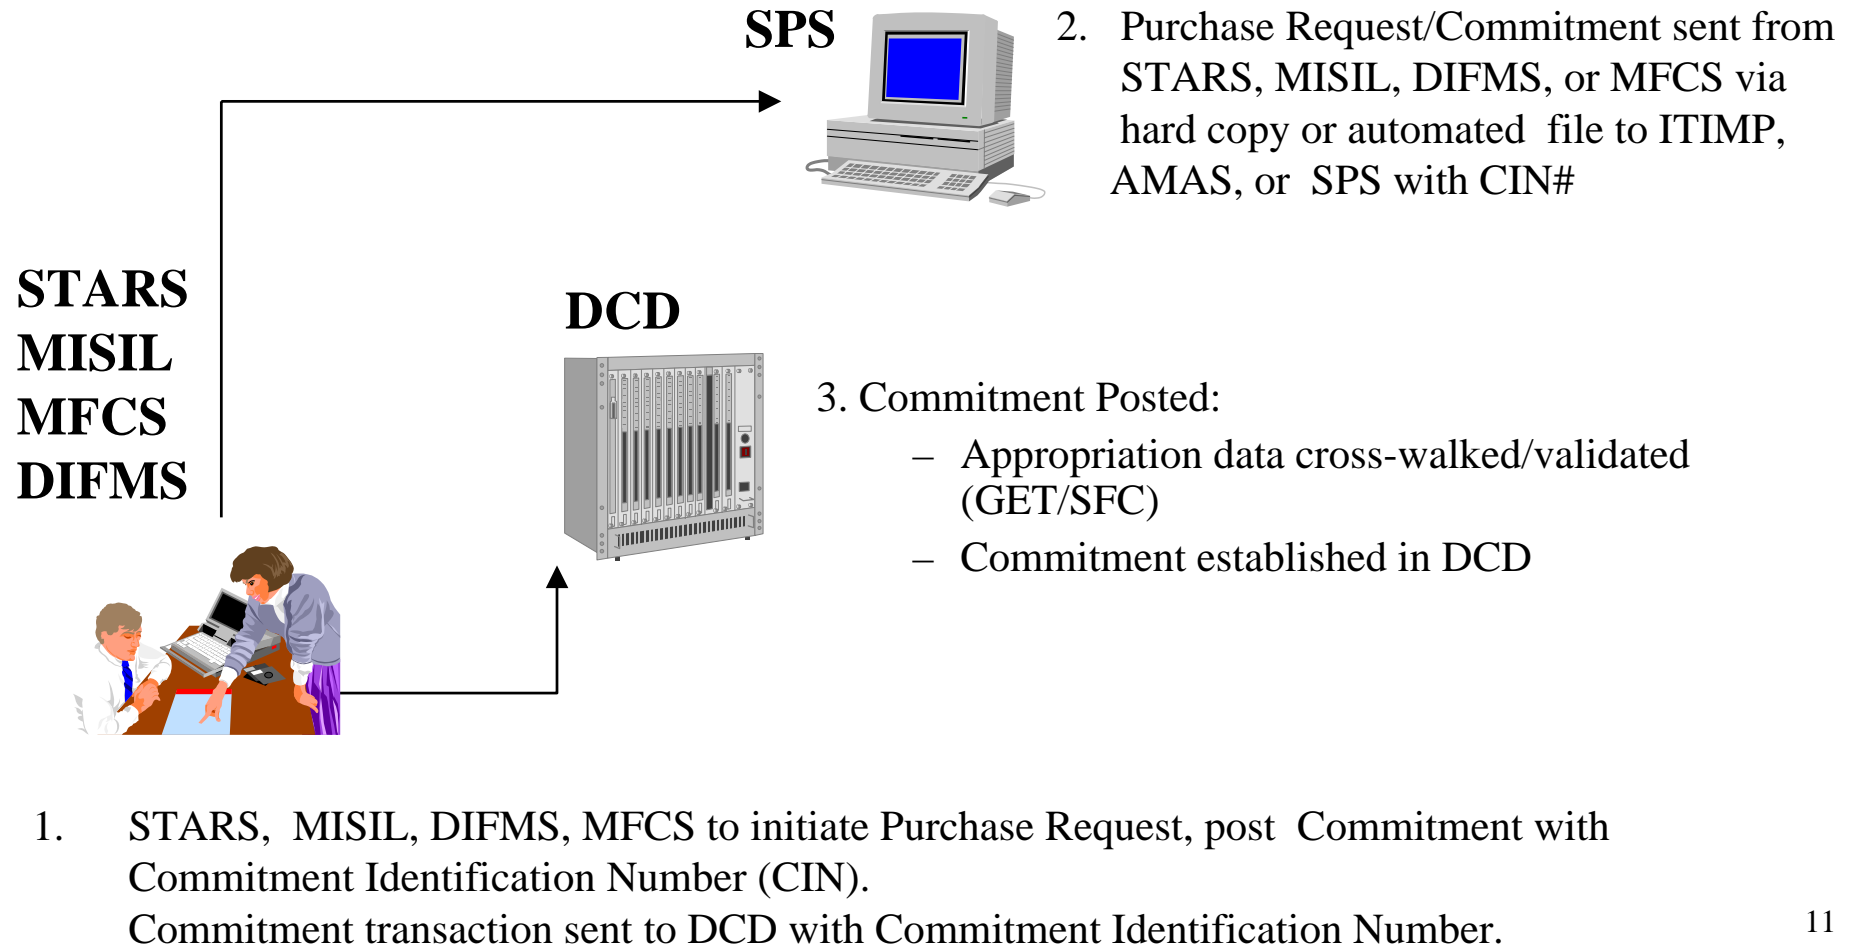 SPS
2. Purchase Request/Commitment sent from
STARS, MISIL, DIFMS, or MFCS via
hard copy or automated file to ITIMP,
AMAS, or SPS with CIN#
STARS
MISIL
MFCS
DIFMS
DCD
3. Commitment Posted:
– Appropriation data cross-walked/validated
(GET/SFC)
– Commitment established in DCD
1. STARS, MISIL, DIFMS, MFCS to initiate Purchase Request, post Commitment with
Commitment Identification Number (CIN).
Commitment transaction sent to DCD with Commitment Identification Number.
11